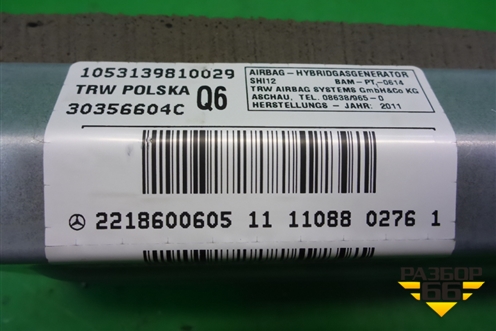 1053139810029
TRW POLSKA Q6
30356604C
AIRBAG - HYBRIDGASGENERATOR
SHI12 BAM-PT,-0614
TRW AIRBAG SYSTEMS GmbH&Co KG
ASCHAU, TEL. 08638/965-0
HERSTELLUNGS - JAHR. 2011
2218600605 11 11088 0276 1
РАЗБОР
66